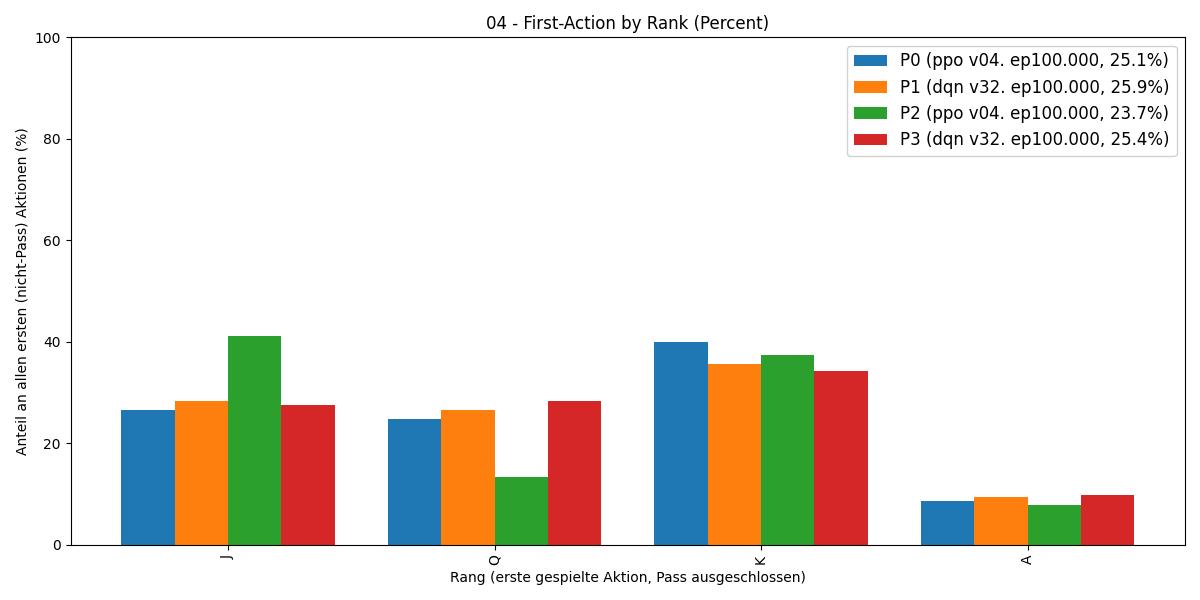 04 - First-Action by Rank (Percent)
P0 (ppo v04. ep100.000, 25.1%)
P1 (dqn v32. ep100.000, 25.9%)
P2 (ppo v04. ep100.000, 23.7%)
P3 (dqn v32. ep100.000, 25.4%)
Anteil an allen ersten (nicht-Pass) Aktionen (%)
100
80
60
40
20
0
J
Q
K
A
Rang (erste gespielte Aktion, Pass ausgeschlossen)